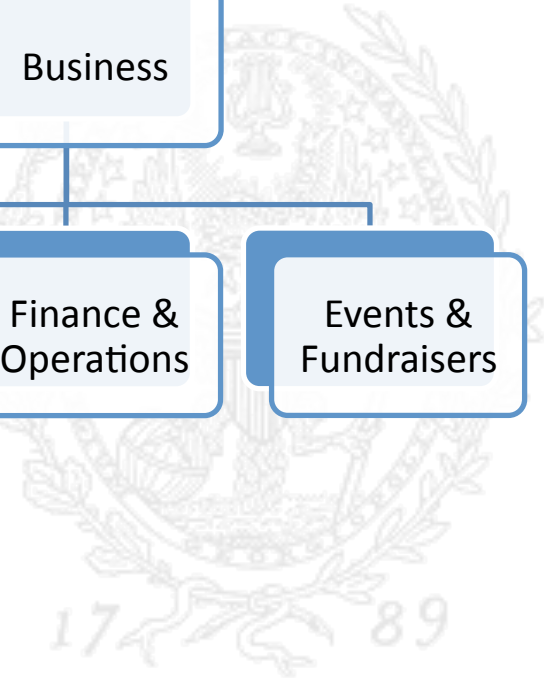 Business
Finance &
Operations
Events &
Fundraisers
17 89